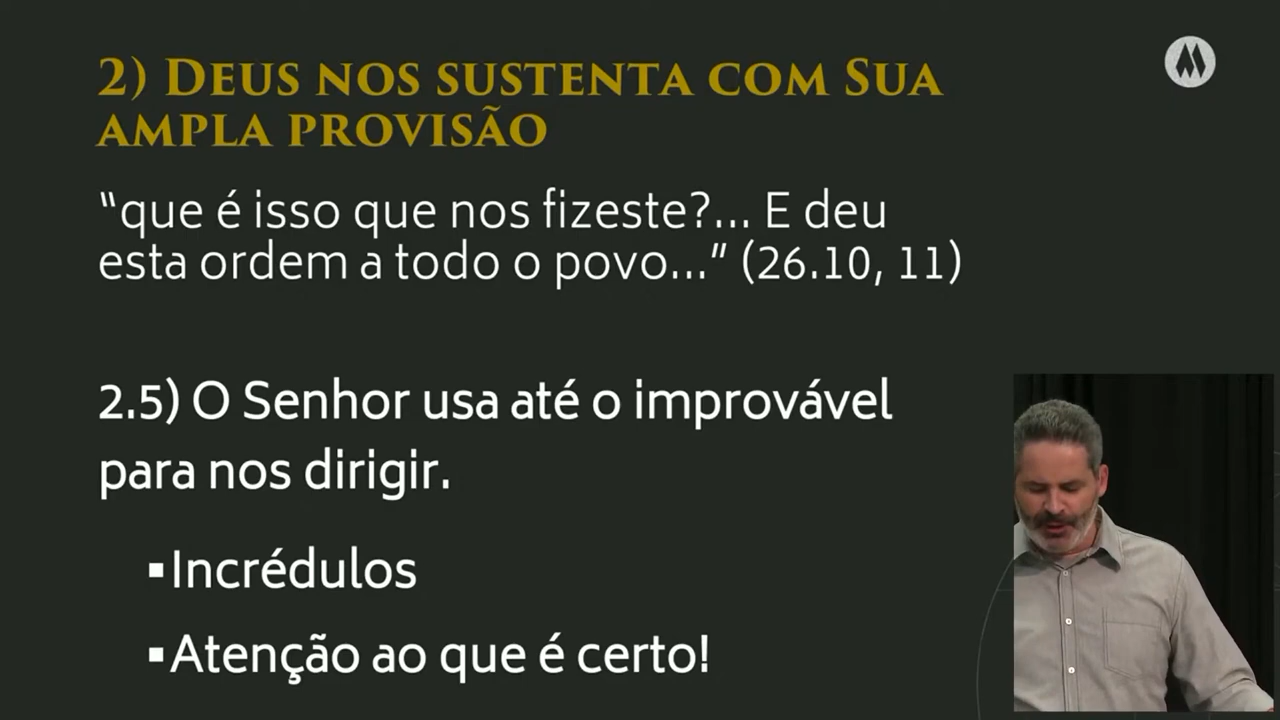 2) Deus nos sustenta com Sua
ampla provisão
“que é isso que nos fizeste?... E deu
esta ordem a todo o povo...” (26.10, 11)
2.5) O Senhor usa até o improvável
para nos dirigir.
▪Incrédulos
▪Atenção ao que é certo!